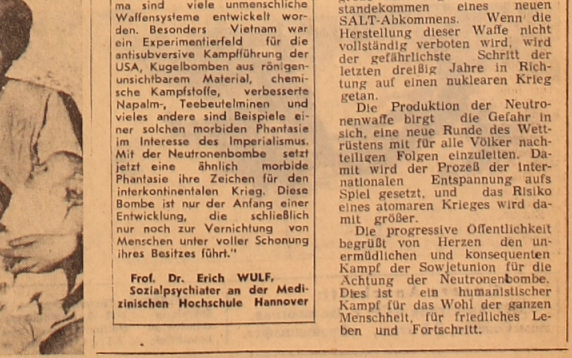 ma sind viele unmenschliche
Waffensysteme entwickelt wor-
den. Besonders Vietnam war
ein Experimentierfeld für die
antisubversive Kampfführung der
USA, Kugelbomben aus röntgen-
unsichtbarem Material, chemi-
sche Kampfstoffe, verbesserte
Napalm-, Teebeutelminen und
vieles andere sind Beispiele ei-
ner solchen morbiden Phantasie
im Interesse des Imperialismus.
Mit der Neutronenbombe setzt
jetzt eine ähnlich morbide
Phantasie ihre Zeichen für den
interkontinentalen Krieg. Diese
Bombe ist nur der Anfang einer
Entwicklung, die schließlich
nur noch zur Vernichtung von
Menschen unter voller Schonung
ihres Besitzes führt."
Prof. Dr. Erich WULF,
Sozialpsychiater an der Medi-
zinischen Hochschule Hannover
standekommen eines neuen
SALT-Abkommens. Wenn die
Herstellung dieser Waffe nicht
vollständig verboten wird, wird
der gefährlichste Schritt der
letzten dreißig Jahre in Rich-
tung auf einen nuklearen Krieg
getan.
Die Produktion der Neutro-
nenwaffe birgt die Gefahr in
sich, eine neue Runde des Wett-
rüstens mit für alle Völker nach-
teiligen Folgen einzuleiten. Da-
mit wird der Prozeß der inter-
nationalen Entspannung aufs
Spiel gesetzt, und das Risiko
eines atomaren Krieges wird da-
mit größer.
Die progressive Öffentlichkeit
begrüßt von Herzen den un-
ermüdlichen und konsequenten
Kampf der Sowjetunion für die
Ächtung der Neutronenbombe.
Dies ist ein humanistischer
Kampf für das Wohl der ganzen
Menschheit, für friedliches Le-
ben und Fortschritt.